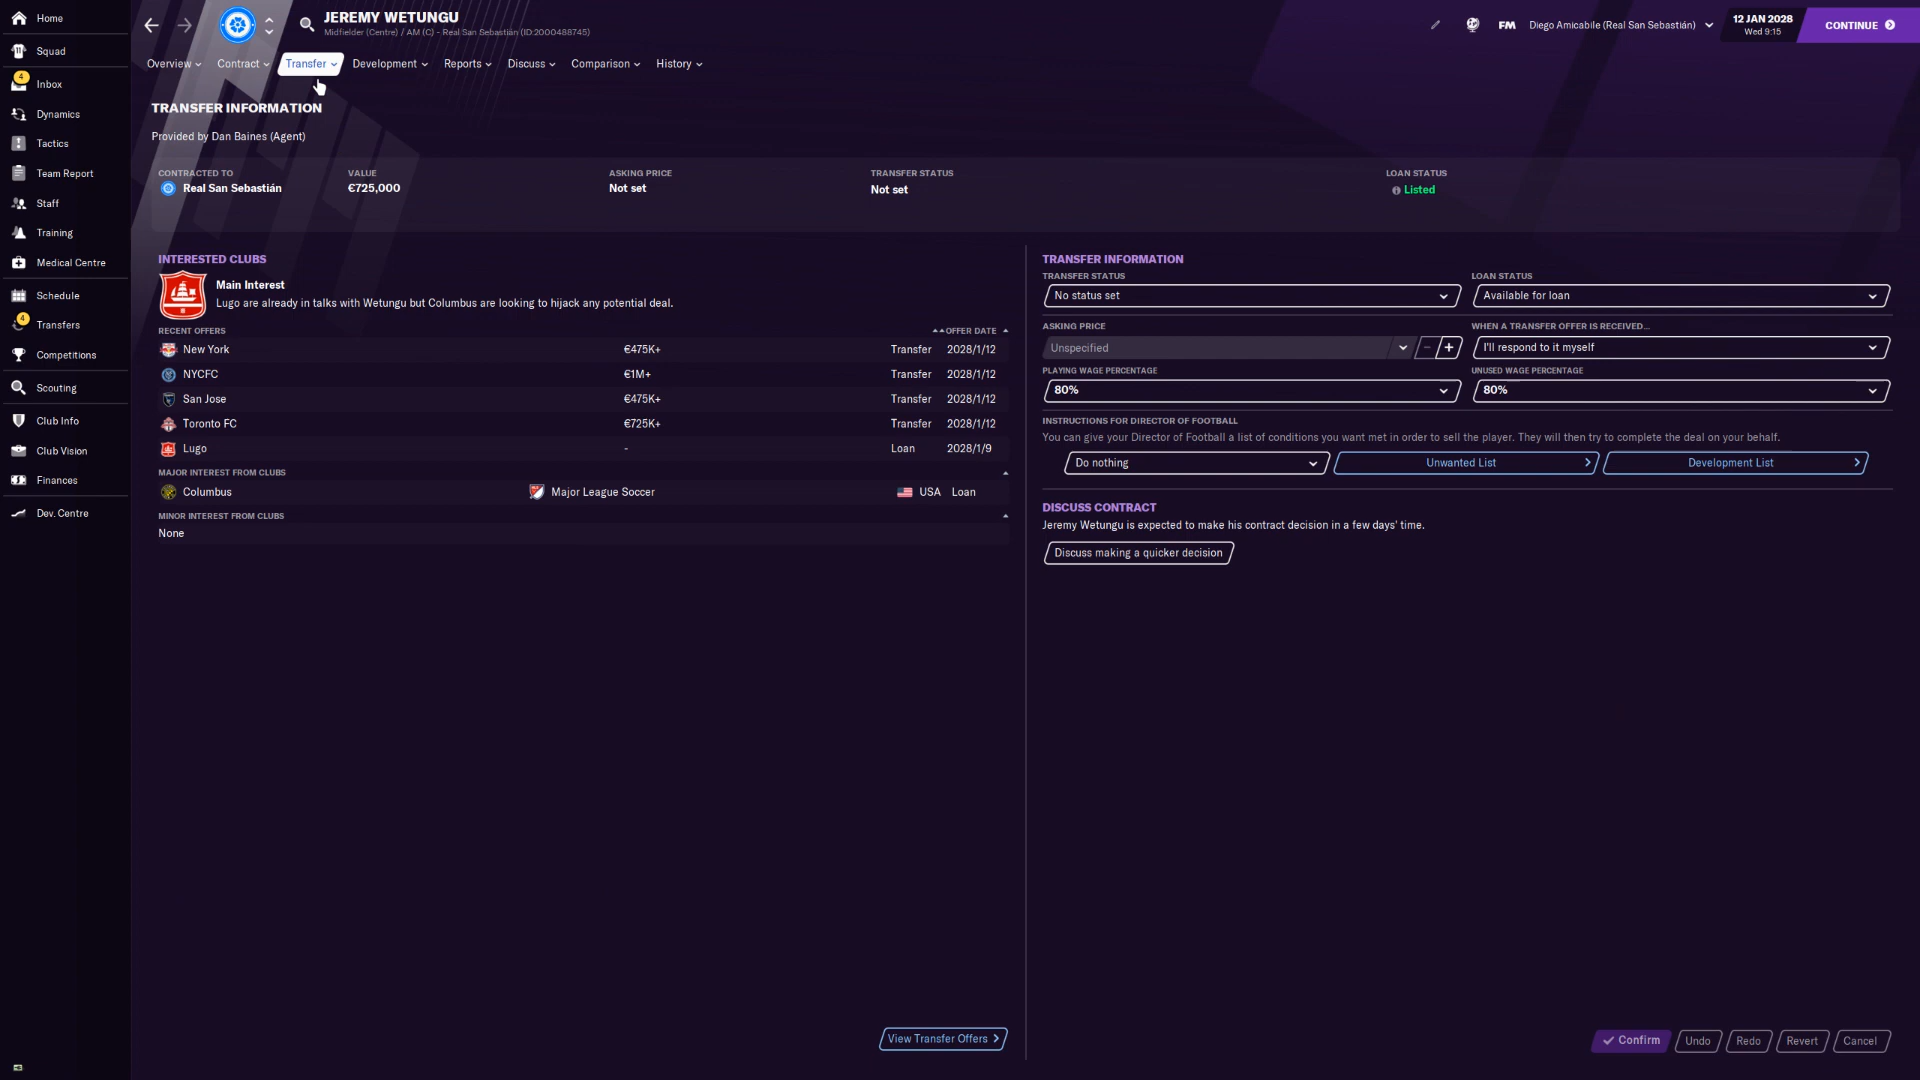 Home
Squad
4
Inbox
Dynamics
Tactics
Team Report
Staff
Training
Medical Centre
Schedule
4
Transfers
Competitions
Scouting
Club Info
Club Vision
Finances
Dev. Centre
JEREMY WETUNGU
Midfielder (Centre) / AM (C) - Real San Sebastián (ID:2000488745)
FM
Diego Amicabile (Real San Sebastián)
12 JAN 2028
Wed 9:15
CONTINUE
Overview
Contract
Transfer
Development
Reports
Discuss
Comparison
History
TRANSFER INFORMATION
Provided by Dan Baines (Agent)
CONTRACTED TO
Real San Sebastián
VALUE
€725,000
ASKING PRICE
Not set
TRANSFER STATUS
Not set
LOAN STATUS
Listed
INTERESTED CLUBS
Main Interest
Lugo are already in talks with Wetungu but Columbus are looking to hijack any potential deal.
RECENT OFFERS OFFER DATE
New York €475K+ Transfer 2028/1/12
NYCFC €1M+ Transfer 2028/1/12
San Jose €475K+ Transfer 2028/1/12
Toronto FC €725K+ Transfer 2028/1/12
Lugo - Loan 2028/1/9
MAJOR INTEREST FROM CLUBS
Columbus Major League Soccer USA Loan
MINOR INTEREST FROM CLUBS
None
View Transfer Offers
TRANSFER INFORMATION
TRANSFER STATUS
No status set
LOAN STATUS
Available for loan
ASKING PRICE
Unspecified
WHEN A TRANSFER OFFER IS RECEIVED...
I'll respond to it myself
PLAYING WAGE PERCENTAGE
80%
UNUSED WAGE PERCENTAGE
80%
INSTRUCTIONS FOR DIRECTOR OF FOOTBALL
You can give your Director of Football a list of conditions you want met in order to sell the player. They will then try to complete the deal on your behalf.
Do nothing
Unwanted List
Development List
DISCUSS CONTRACT
Jeremy Wetungu is expected to make his contract decision in a few days' time.
Discuss making a quicker decision
Confirm
Undo
Redo
Revert
Cancel